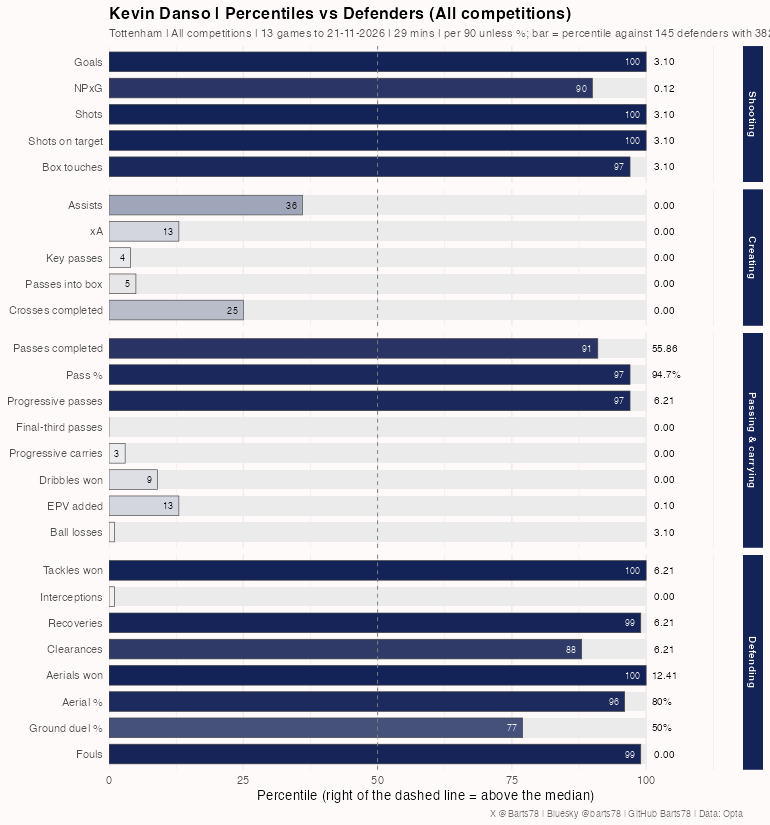 Kevin Danso | Percentiles vs Defenders (All competitions)
Tottenham | All competitions | 13 games to 21-11-2026 | 29 mins | per 90 unless %; bar = percentile against 145 defenders with 382
Goals 100 3.10
NPxG 90 0.12
Shots 100 3.10
Shots on target 100 3.10
Box touches 97 3.10
Shooting
Assists 36 0.00
xA 13 0.00
Key passes 4 0.00
Passes into box 5 0.00
Crosses completed 25 0.00
Creating
Passes completed 91 55.86
Pass % 97 94.7%
Progressive passes 97 6.21
Final-third passes 0.00
Progressive carries 3 0.00
Dribbles won 9 0.00
EPV added 13 0.10
Ball losses 3.10
Passing & carrying
Tackles won 100 6.21
Interceptions 0.00
Recoveries 99 6.21
Clearances 88 6.21
Aerials won 100 12.41
Aerial % 96 80%
Ground duel % 77 50%
Fouls 99 0.00
Defending
0 25 50 75 100
Percentile (right of the dashed line = above the median)
X @Barts78 | Bluesky @barts78 | GitHub Barts78 | Data: Opta